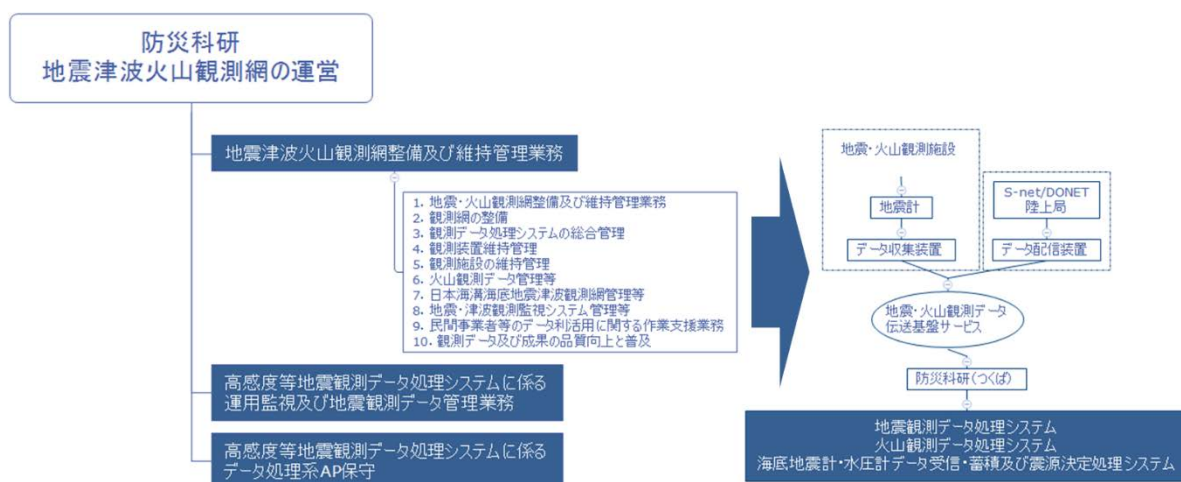 防災科研
地震津波火山観測網の運営
地震津波火山観測網整備及び維持管理業務
1. 地震・火山観測網整備及び維持管理業務
2. 観測網の整備
3. 観測データ処理システムの総合管理
4. 観測装置維持管理
5. 観測施設の維持管理
6. 火山観測データ管理等
7. 日本海溝海底地震津波観測網管理等
8. 地震・津波観測監視システム管理等
9. 民間事業者等のデータ利活用に関する作業支援業務
10. 観測データ及び成果の品質向上と普及
高感度等地震観測データ処理システムに係る
運用監視及び地震観測データ管理業務
高感度等地震観測データ処理システムに係る
データ処理系AP保守
地震・火山観測施設
地震計
データ収集装置
S-net/DONET
陸上局
データ配信装置
地震・火山観測データ
伝送基盤サービス
防災科研(つくば)
地震観測データ処理システム
火山観測データ処理システム
海底地震計・水圧計データ受信・蓄積及び震源決定処理システム